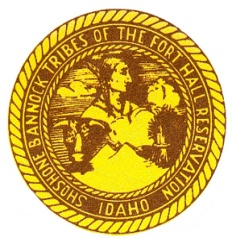 SHOSHONE BANNOCK TRIBES OF THE FORT HALL RESERVATION
IDAHO